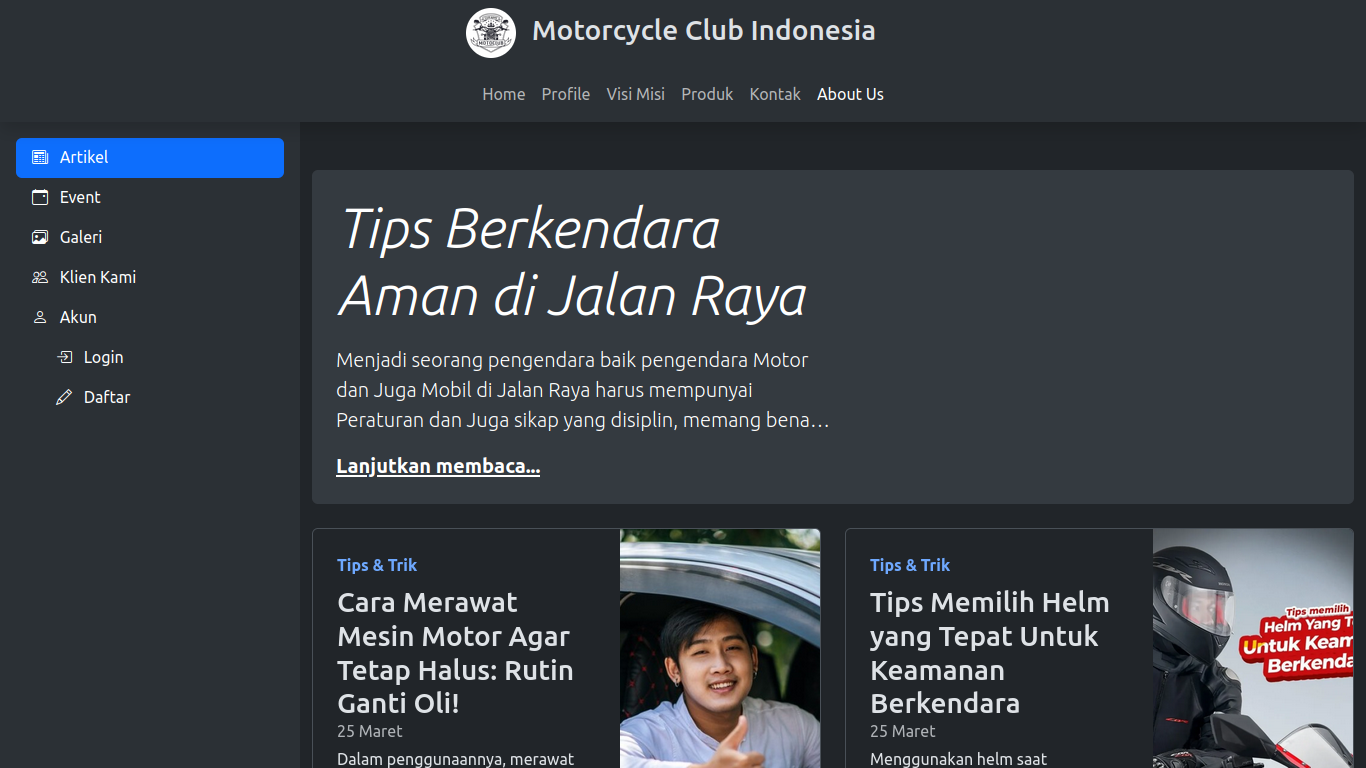 Motorcycle Club Indonesia
Home Profile Visi Misi Produk Kontak About Us
Artikel
Event
Galeri
Klien Kami
Akun
Login
Daftar
Tips Berkendara
Aman di Jalan Raya
Menjadi seorang pengendara baik pengendara Motor
dan Juga Mobil di Jalan Raya harus mempunyai
Peraturan dan Juga sikap yang disiplin, memang bena…
Lanjutkan membaca...
Tips & Trik
Cara Merawat
Mesin Motor Agar
Tetap Halus: Rutin
Ganti Oli!
25 Maret
Dalam penggunaannya, merawat
Tips & Trik
Tips Memilih Helm
yang Tepat Untuk
Keamanan
Berkendara
25 Maret
Menggunakan helm saat
Tips memilih
Helm Yang T
Untuk Keam
Berkenda